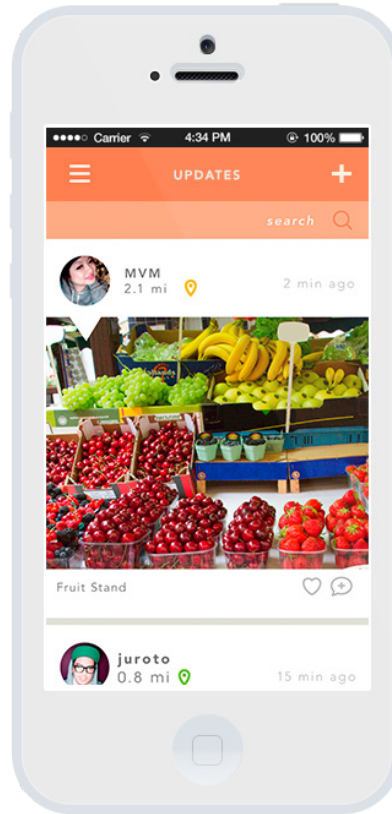 Carrier 4:34 PM 100%
UPDATES
search
MVM
2.1 mi 2 min ago
Fruit Stand
juroto
0.8 mi 15 min ago